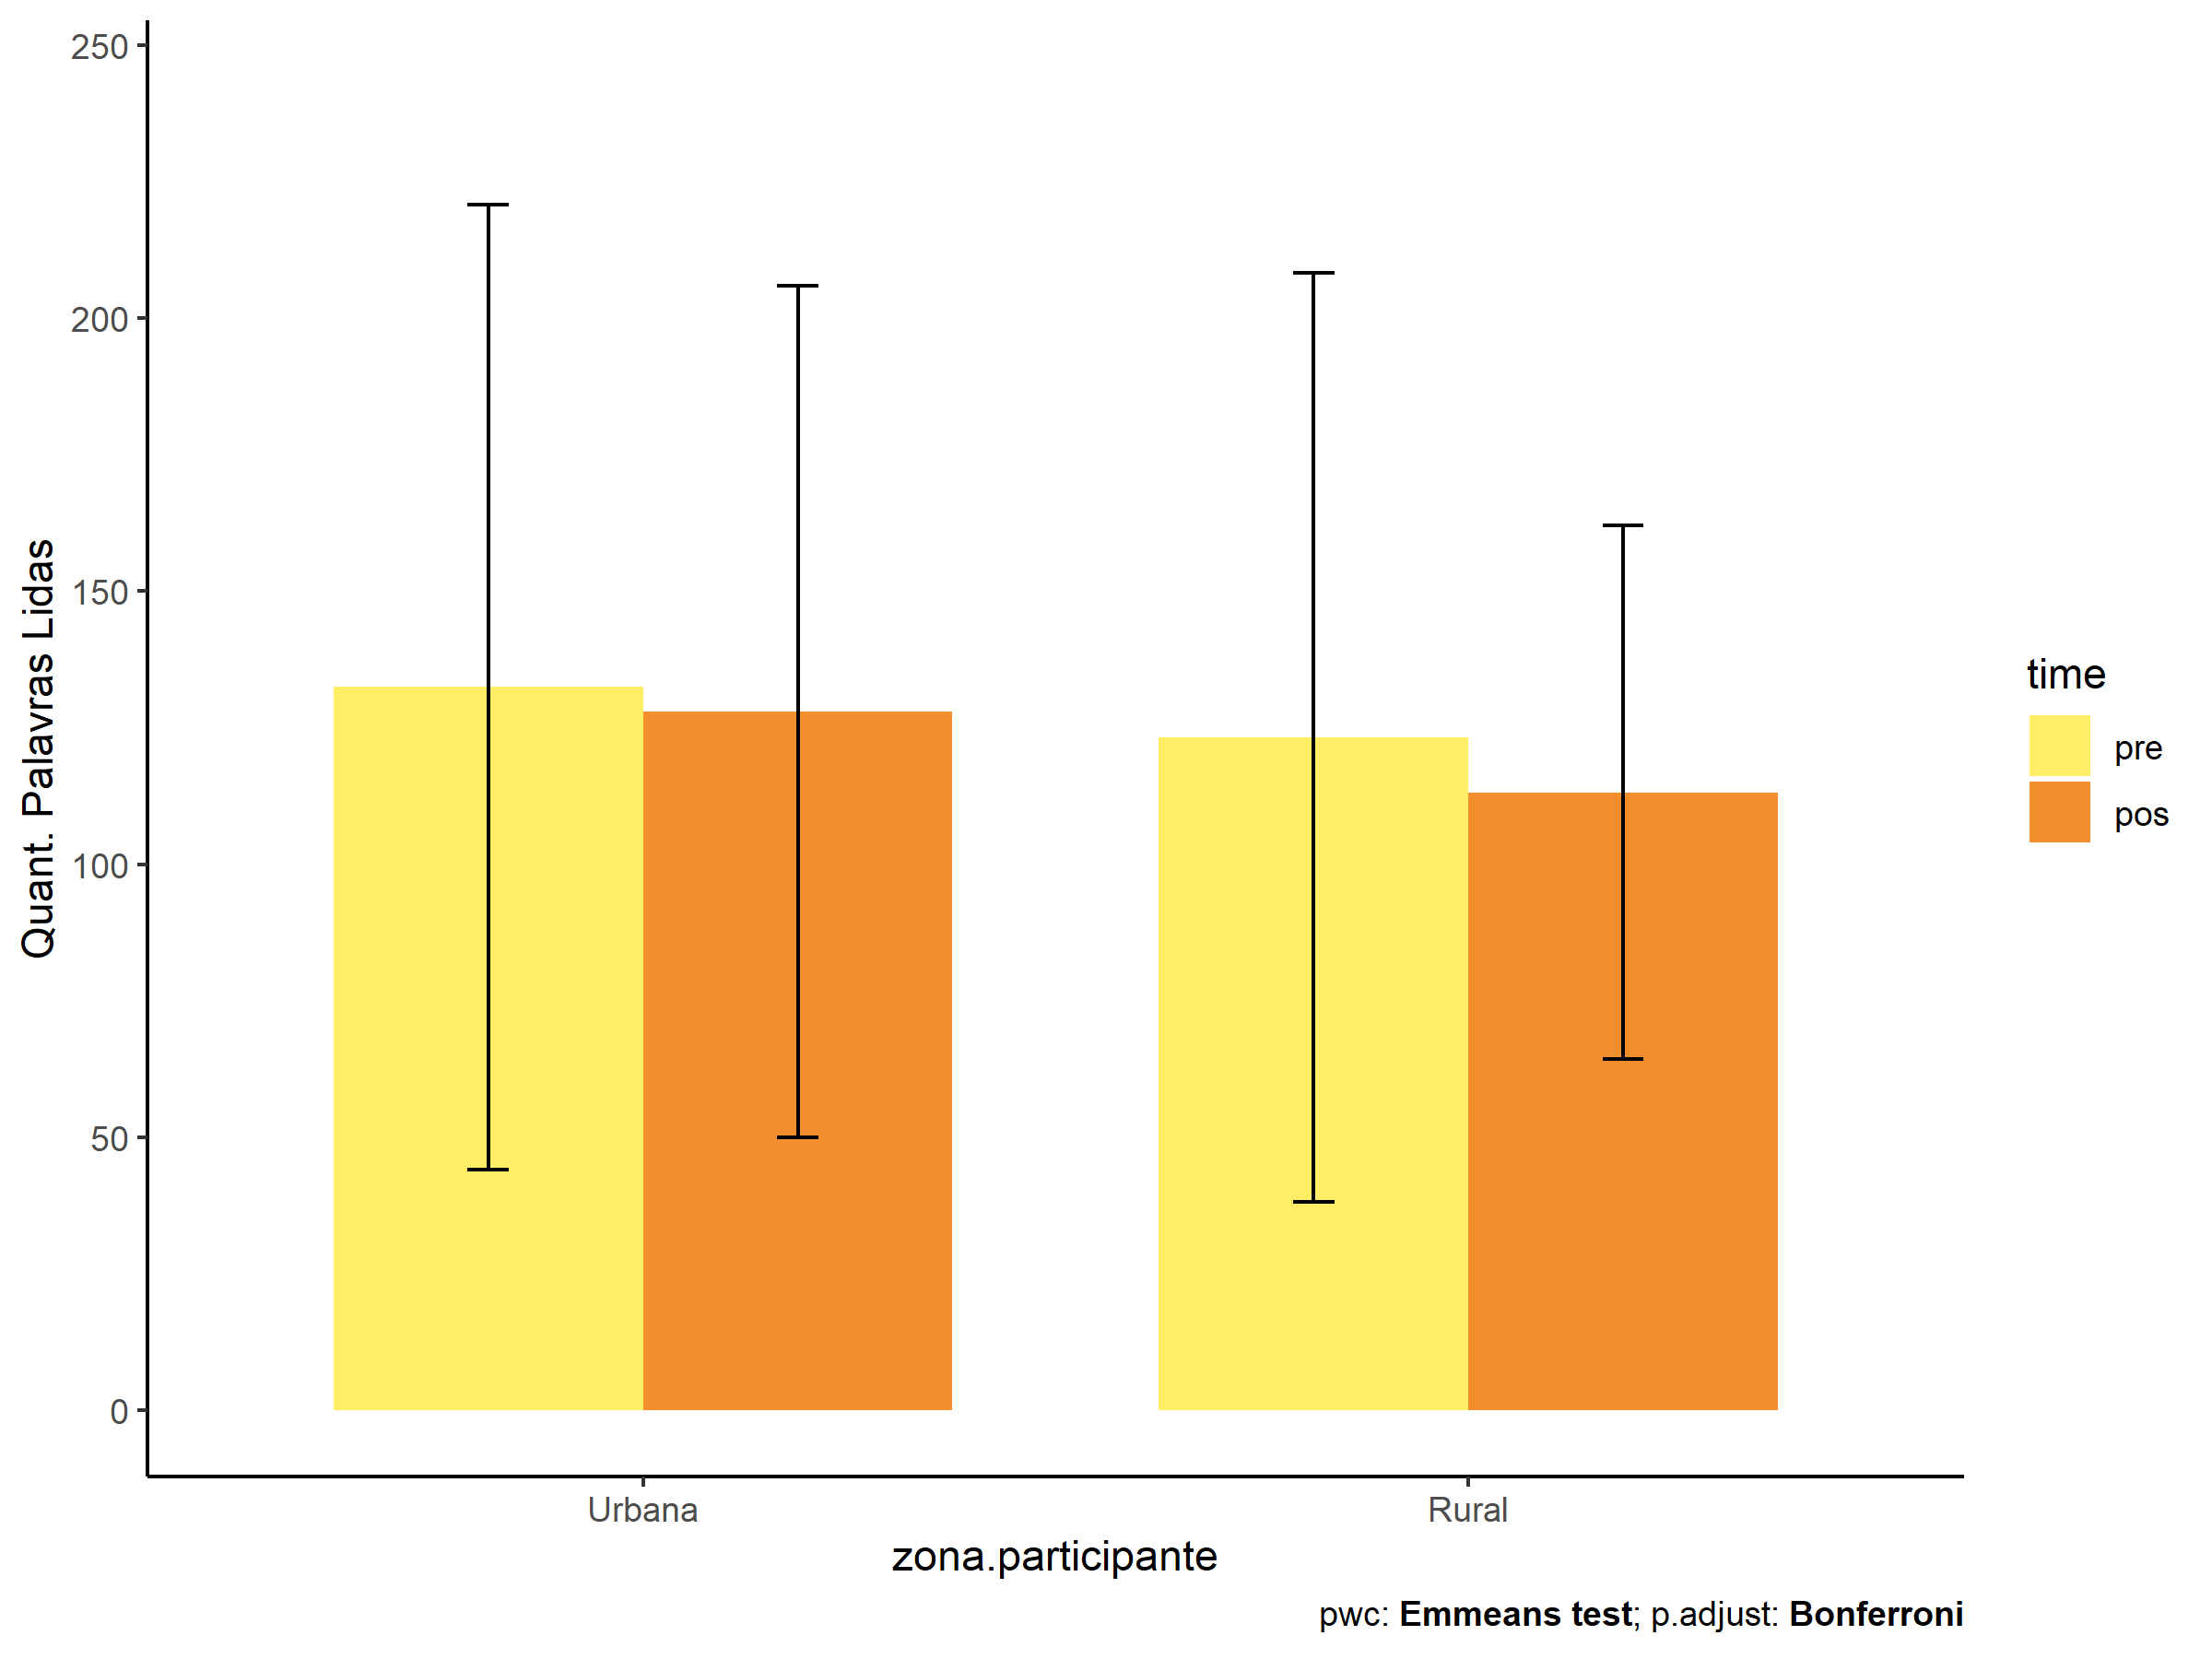 250
200
150
100
50
0
Quant. Palavras Lidas
Urbana
Rural
zona.participante
pwc: Emmeans test; p.adjust: Bonferroni
time
pre
pos